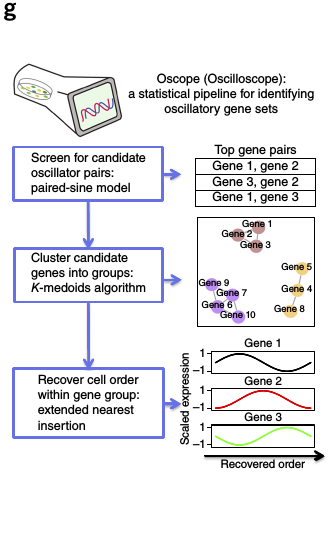 g
Oscope (Oscilloscope):
a statistical pipeline for identifying
oscillatory gene sets
Screen for candidate
oscillator pairs:
paired-sine model
Top gene pairs
Gene 1, gene 2
Gene 3, gene 2
Gene 1, gene 3
Cluster candidate
genes into groups:
K-medoids algorithm
Gene 1
Gene 2
Gene 3
Gene 5
Gene 4
Gene 8
Gene 9
Gene 7
Gene 6
Gene 10
Recover cell order
within gene group:
extended nearest
insertion
Scaled expression
Gene 1
1
−1
Gene 2
1
−1
Gene 3
1
−1
Recovered order